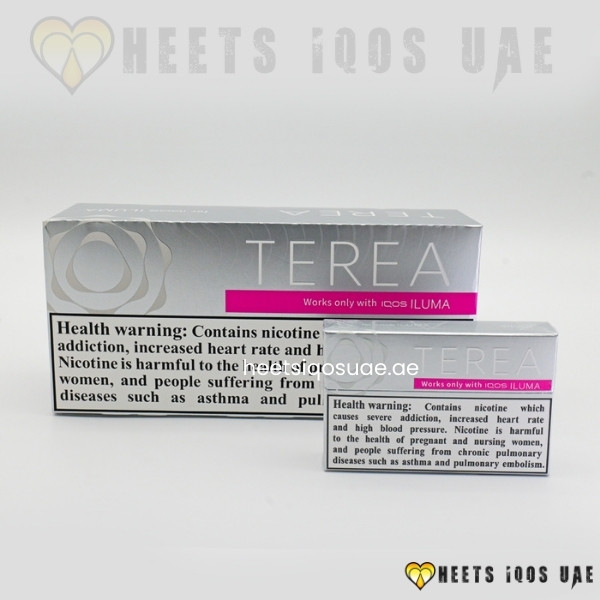 HEETS iQOS UAE
TEREA
TEREA
Works only with IQOS ILUMA
Health warning: Contains nicotine
addiction, increased heart rate and h
Nicotine is harmful to the
women, and people suffering from
diseases such as asthma and pul
heetsiqosuae.ae
TEREA
Works only with IQOS ILUMA
Health warning: Contains nicotine which
causes severe addiction, increased heart rate
and high blood pressure. Nicotine is harmful
to the health of pregnant and nursing women,
and people suffering from chronic pulmonary
diseases such as asthma and pulmonary embolism.
HEETS iQOS UAE